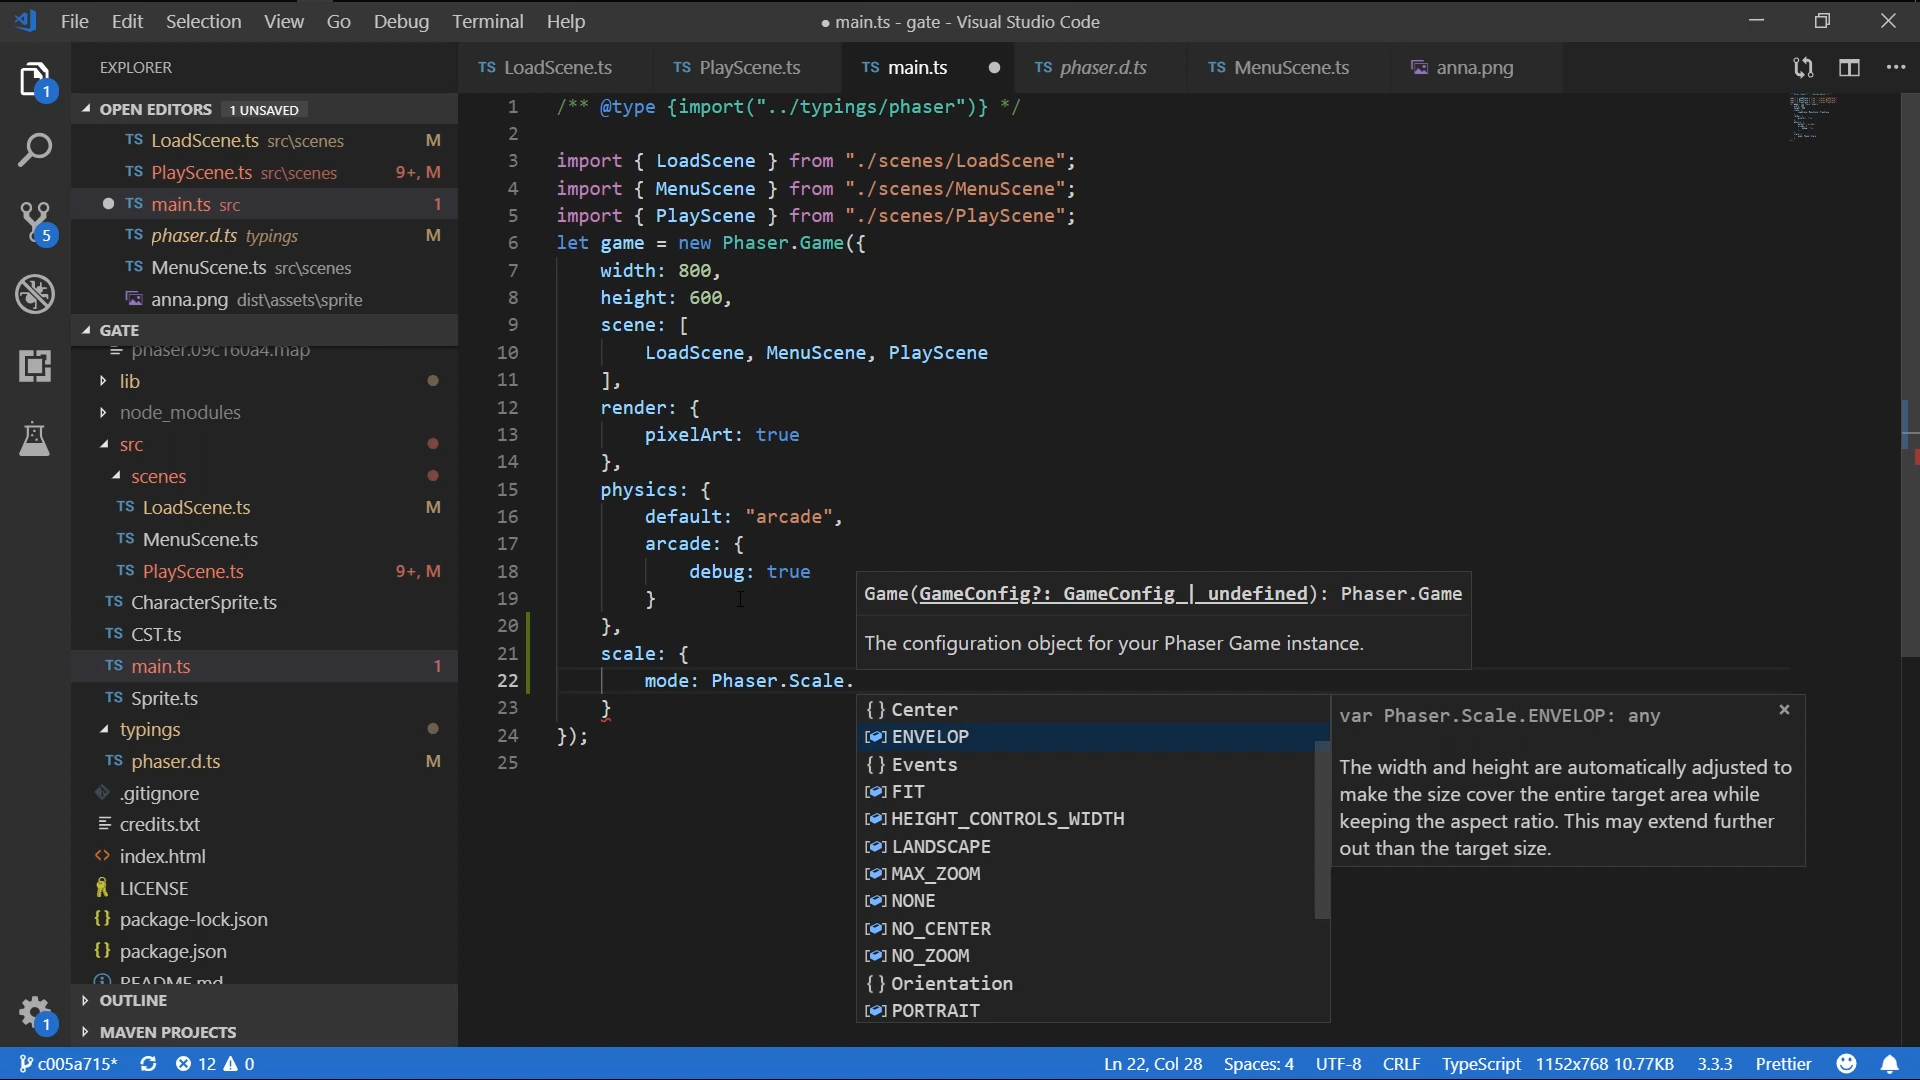 File Edit Selection View Go Debug Terminal Help
● main.ts - gate - Visual Studio Code
EXPLORER
OPEN EDITORS 1 UNSAVED
TS LoadScene.ts src\scenes M
TS PlayScene.ts src\scenes 9+, M
TS main.ts src 1
TS phaser.d.ts typings M
TS MenuScene.ts src\scenes
anna.png dist\assets\sprite
GATE
phaser.09c160a4.map
lib
node_modules
src
scenes
TS LoadScene.ts M
TS MenuScene.ts
TS PlayScene.ts 9+, M
TS CharacterSprite.ts
TS CST.ts
TS main.ts 1
TS Sprite.ts
typings
TS phaser.d.ts M
.gitignore
credits.txt
<> index.html
LICENSE
{} package-lock.json
{} package.json
README.md
OUTLINE
MAVEN PROJECTS
1
5
1
TS LoadScene.ts TS PlayScene.ts TS main.ts TS phaser.d.ts TS MenuScene.ts anna.png
1 /** @type {import("../typings/phaser")} */
2
3 import { LoadScene } from "./scenes/LoadScene";
4 import { MenuScene } from "./scenes/MenuScene";
5 import { PlayScene } from "./scenes/PlayScene";
6 let game = new Phaser.Game({
7 width: 800,
8 height: 600,
9 scene: [
10 LoadScene, MenuScene, PlayScene
11 ],
12 render: {
13 pixelArt: true
14 },
15 physics: {
16 default: "arcade",
17 arcade: {
18 debug: true
19 }
20 },
21 scale: {
22 mode: Phaser.Scale.
23 }
24 });
25
Game(GameConfig?: GameConfig | undefined): Phaser.Game
The configuration object for your Phaser Game instance.
{} Center
ENVELOP
{} Events
FIT
HEIGHT_CONTROLS_WIDTH
LANDSCAPE
MAX_ZOOM
NONE
NO_CENTER
NO_ZOOM
{} Orientation
PORTRAIT
var Phaser.Scale.ENVELOP: any
The width and height are automatically adjusted to
make the size cover the entire target area while
keeping the aspect ratio. This may extend further
out than the target size.
c005a715* 12 0 Ln 22, Col 28 Spaces: 4 UTF-8 CRLF TypeScript 1152x768 10.77KB 3.3.3 Prettier